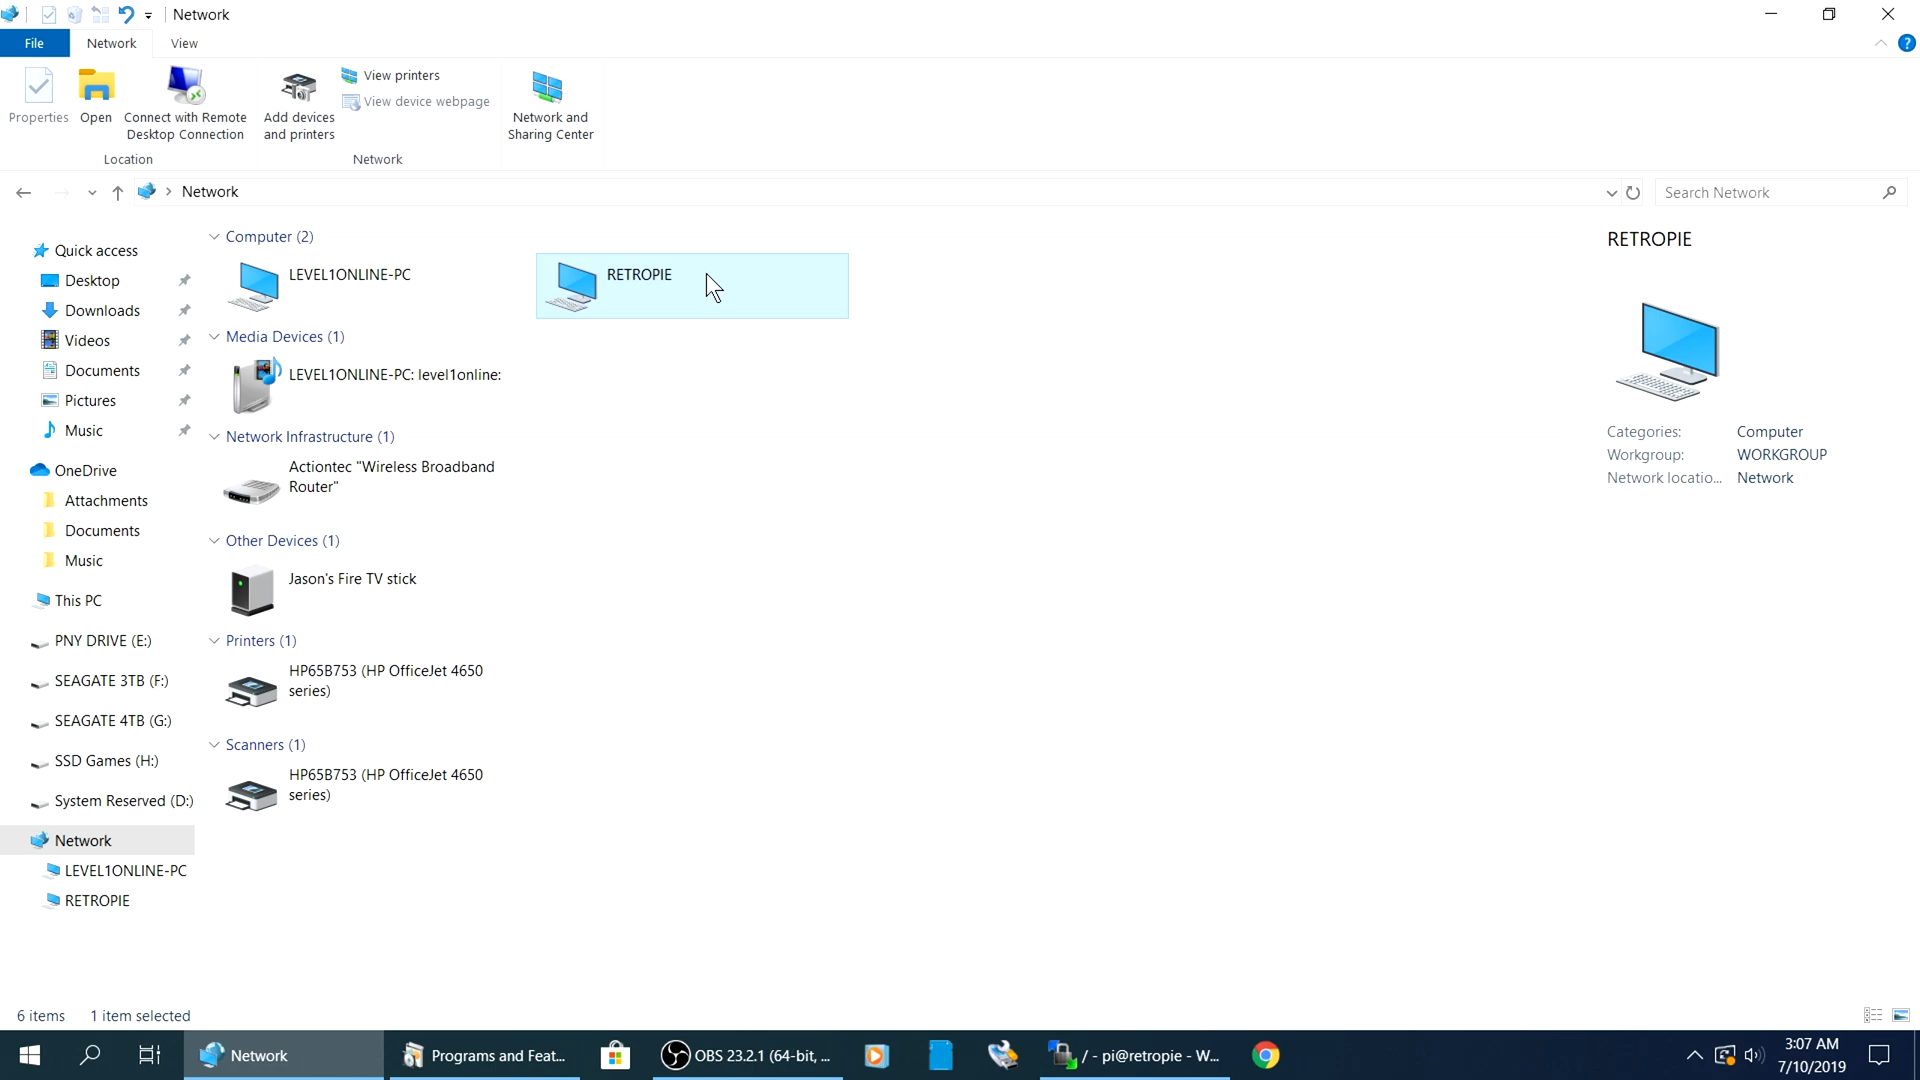 Network
File
Network
View
Properties
Open
Connect with Remote
Desktop Connection
Location
Add devices
and printers
View printers
View device webpage
Network
Network and
Sharing Center
Network
Search Network
Quick access
Desktop
Downloads
Videos
Documents
Pictures
Music
OneDrive
Attachments
Documents
Music
This PC
PNY DRIVE (E:)
SEAGATE 3TB (F:)
SEAGATE 4TB (G:)
SSD Games (H:)
System Reserved (D:)
Network
LEVEL1ONLINE-PC
RETROPIE
Computer (2)
LEVEL1ONLINE-PC
RETROPIE
Media Devices (1)
LEVEL1ONLINE-PC: level1online:
Network Infrastructure (1)
Actiontec "Wireless Broadband
Router"
Other Devices (1)
Jason's Fire TV stick
Printers (1)
HP65B753 (HP OfficeJet 4650
series)
Scanners (1)
HP65B753 (HP OfficeJet 4650
series)
RETROPIE
Categories: Computer
Workgroup: WORKGROUP
Network locatio... Network
6 items 1 item selected
Network
Programs and Feat...
OBS 23.2.1 (64-bit, ...
/ - pi@retropie - W...
3:07 AM
7/10/2019